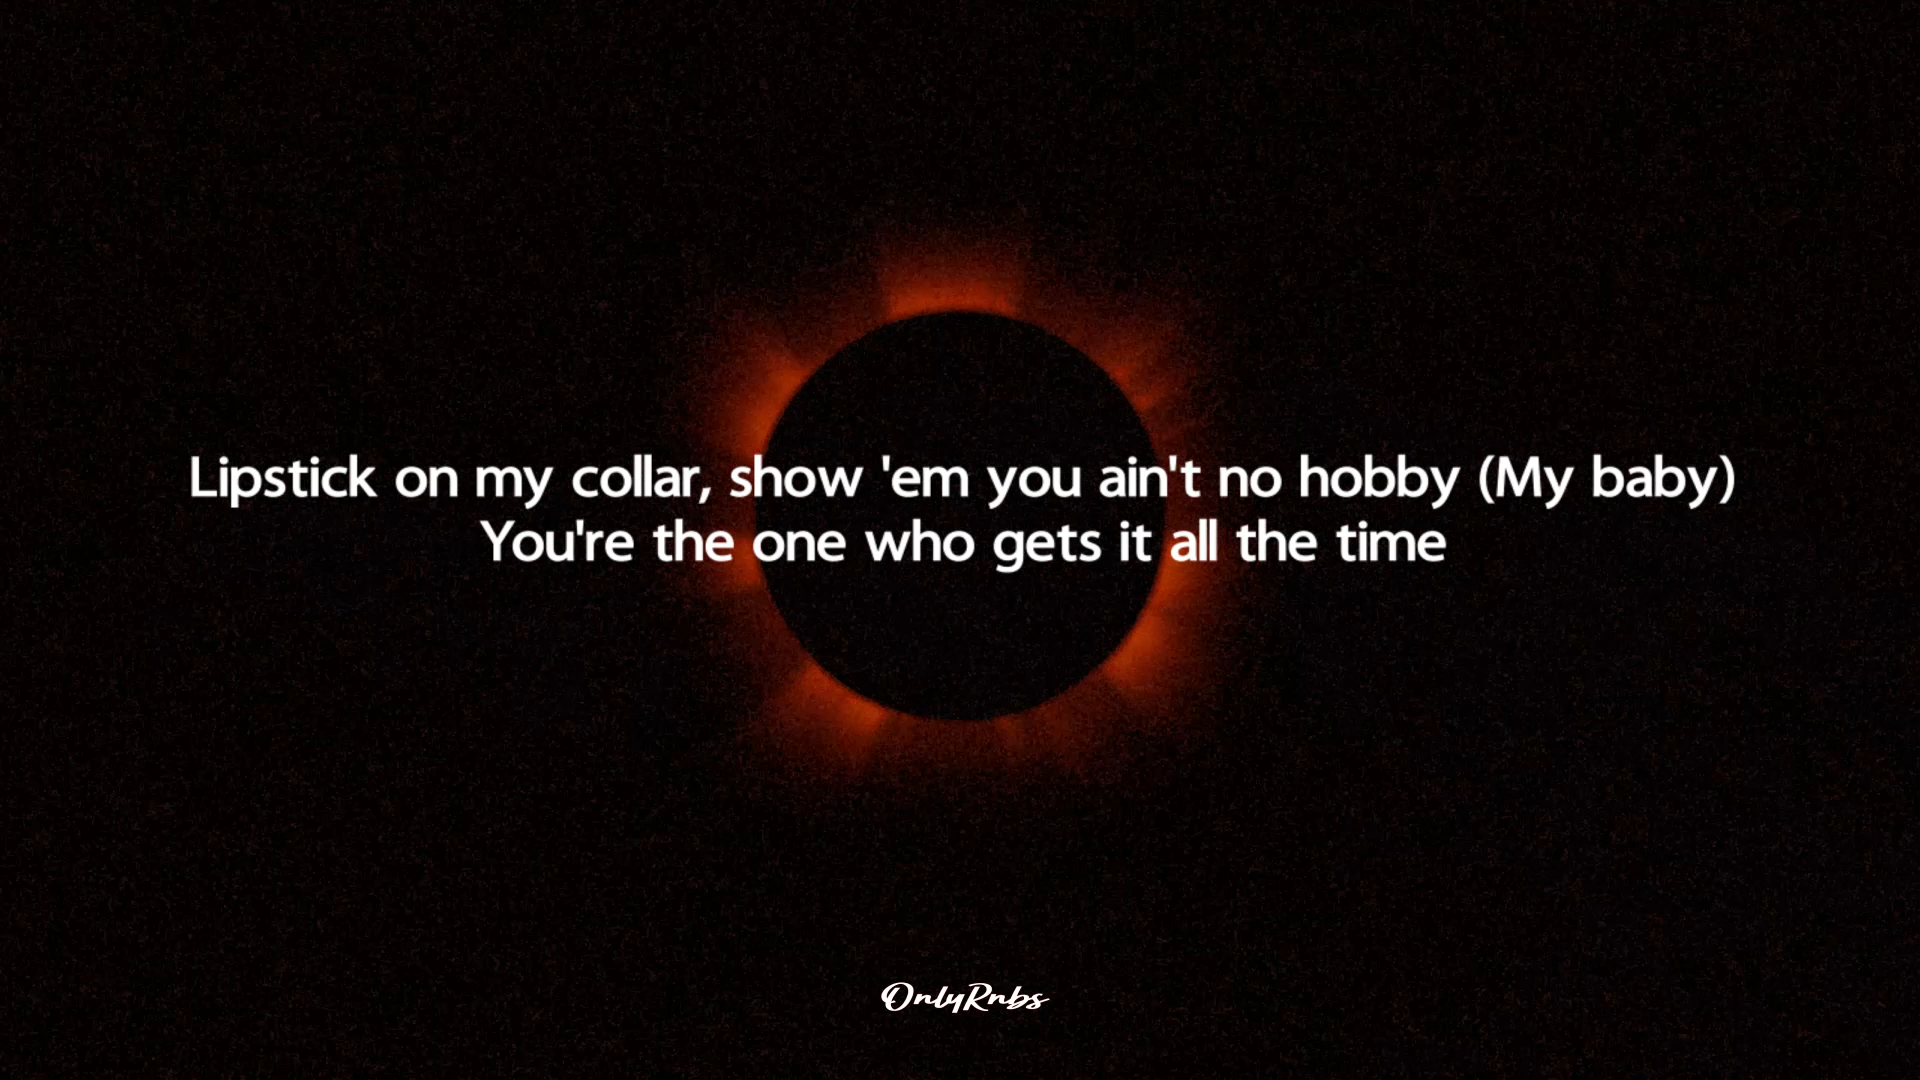 Lipstick on my collar, show 'em you ain't no hobby (My baby)
You're the one who gets it all the time
OnlyRnbs